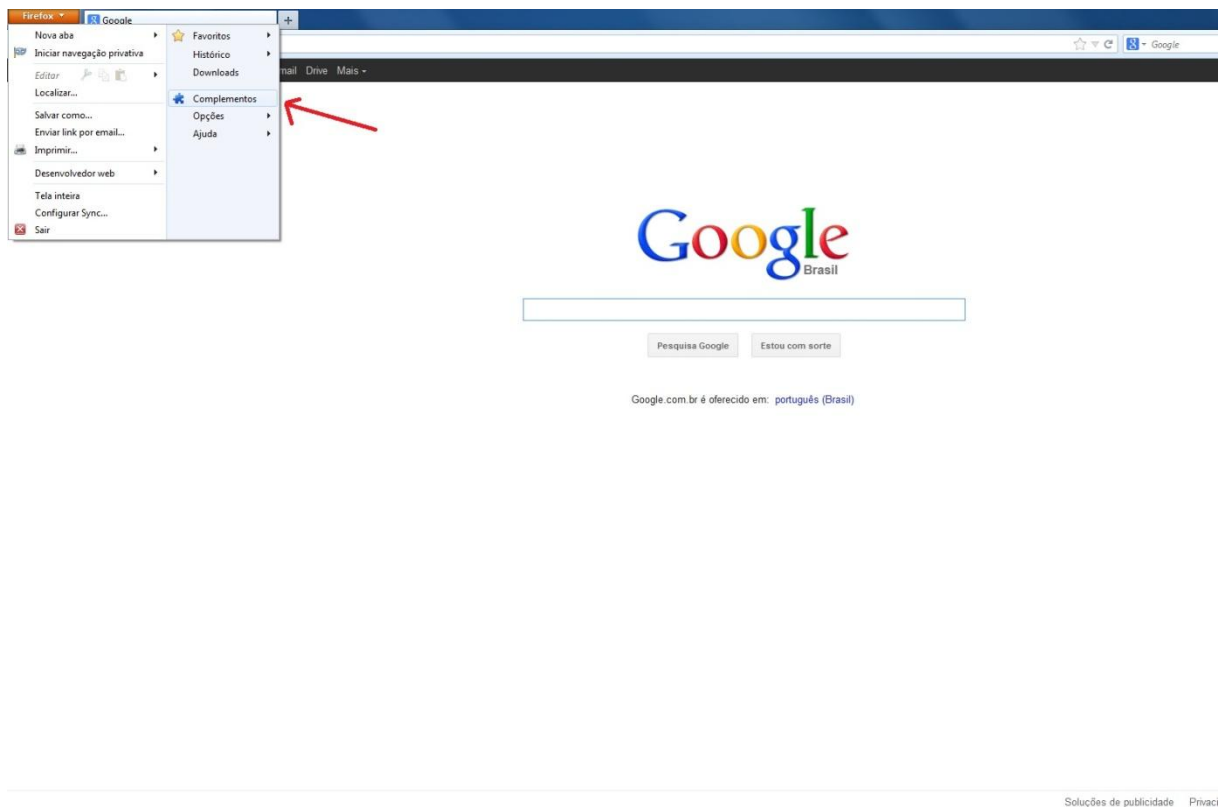 Firefox
Google
+
Nova aba
Iniciar navegação privativa
Editar
Localizar...
Salvar como...
Enviar link por email...
Imprimir...
Desenvolvedor web
Tela inteira
Configurar Sync...
Sair
Favoritos
Histórico
Downloads
Complementos
Opções
Ajuda
Google
mail Drive Mais
Google
Brasil
Pesquisa Google Estou com sorte
Google.com.br é oferecido em: português (Brasil)
Soluções de publicidade Privaci